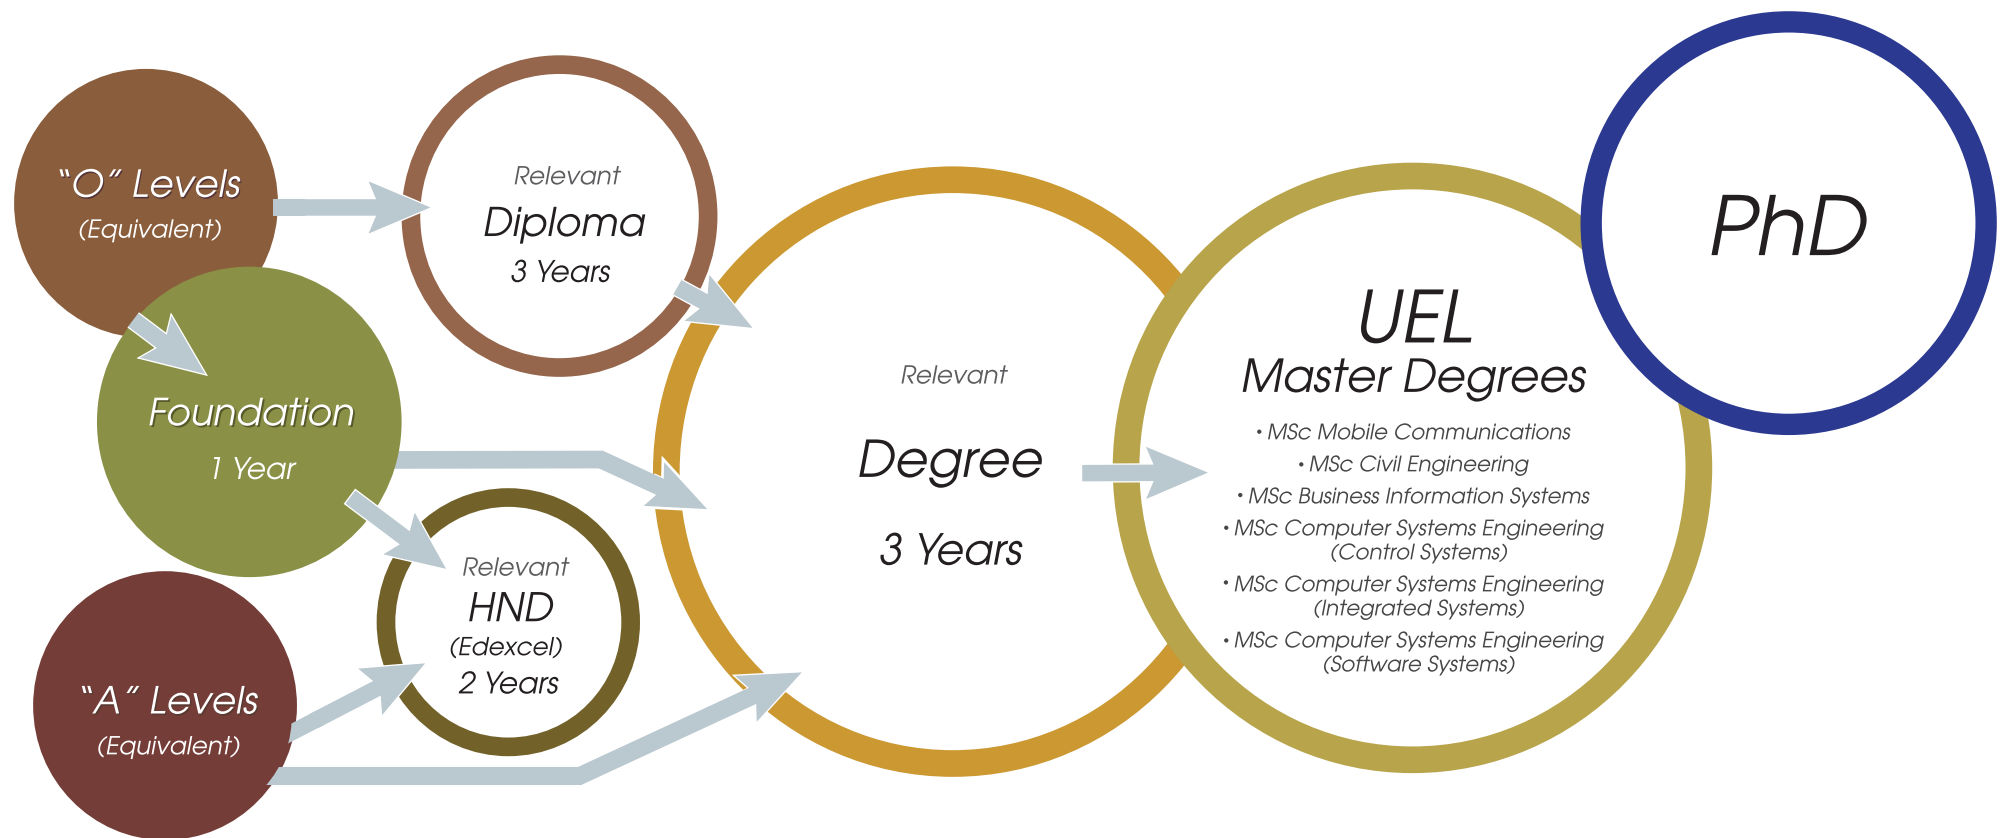 “O” Levels
(Equivalent)
Relevant
Diploma
3 Years
Foundation
1 Year
Relevant
HND
(Edexcel)
2 Years
“A” Levels
(Equivalent)
Relevant
Degree
3 Years
UEL
Master Degrees
• MSc Mobile Communications
• MSc Civil Engineering
• MSc Business Information Systems
• MSc Computer Systems Engineering
(Control Systems)
• MSc Computer Systems Engineering
(Integrated Systems)
• MSc Computer Systems Engineering
(Software Systems)
PhD